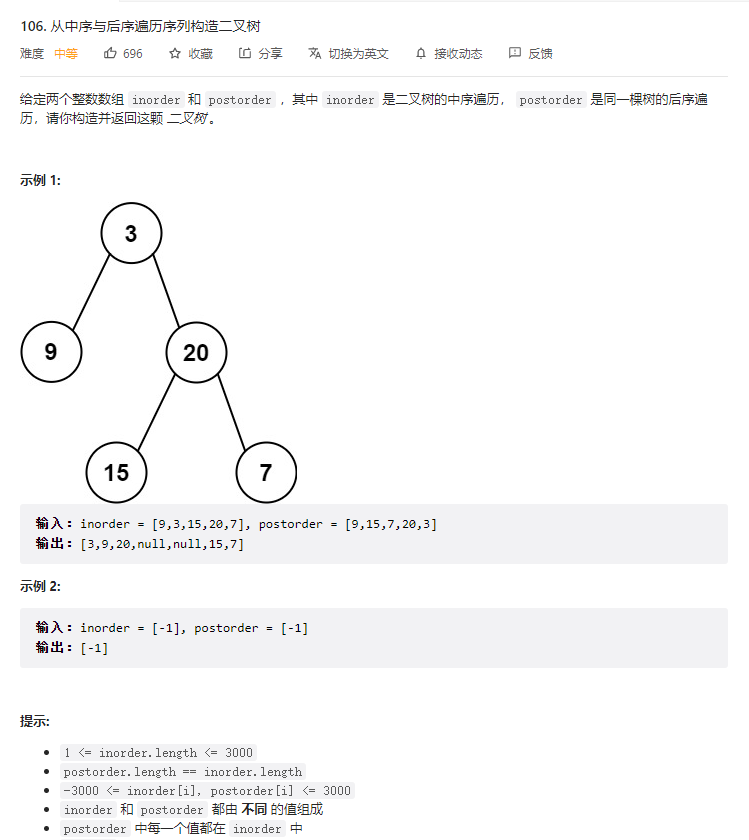 106. 从中序与后序遍历序列构造二叉树
难度 中等 696 收藏 分享 切换为英文 接收动态 反馈
给定两个整数数组 inorder 和 postorder ，其中 inorder 是二叉树的中序遍历， postorder 是同一棵树的后序遍
历，请你构造并返回这颗 二叉树 。
示例 1:
3
9
20
15
7
输入：inorder = [9,3,15,20,7], postorder = [9,15,7,20,3]
输出：[3,9,20,null,null,15,7]
示例 2:
输入：inorder = [-1], postorder = [-1]
输出：[-1]
提示:
1 <= inorder.length <= 3000
postorder.length == inorder.length
-3000 <= inorder[i], postorder[i] <= 3000
inorder 和 postorder 都由 不同 的值组成
postorder 中每一个值都在 inorder 中